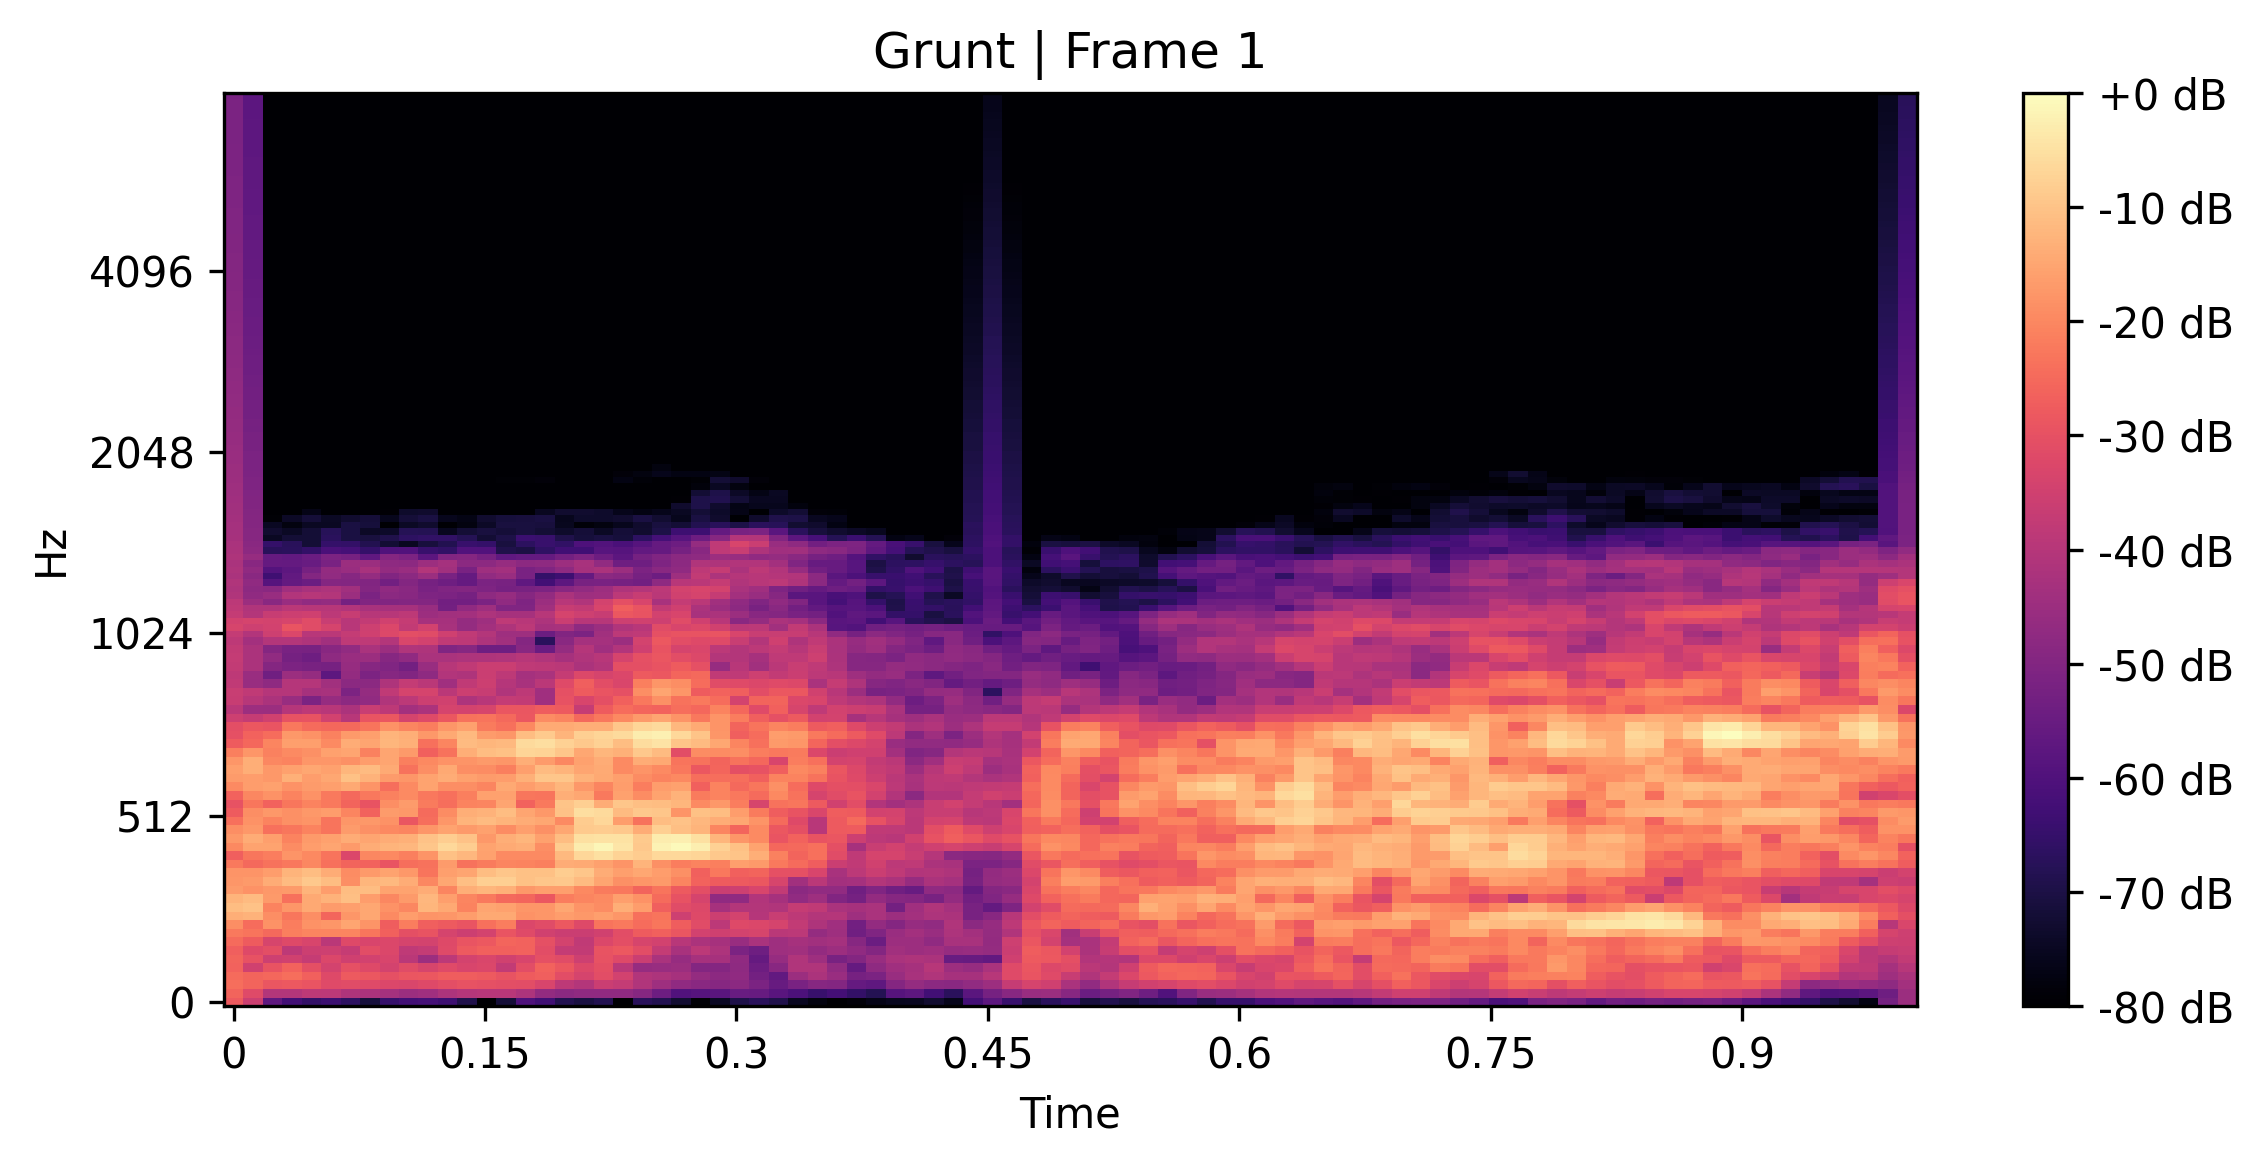 Grunt | Frame 1
Hz
4096
2048
1024
512
0
0 0.15 0.3 0.45 0.6 0.75 0.9
Time
+0 dB
-10 dB
-20 dB
-30 dB
-40 dB
-50 dB
-60 dB
-70 dB
-80 dB